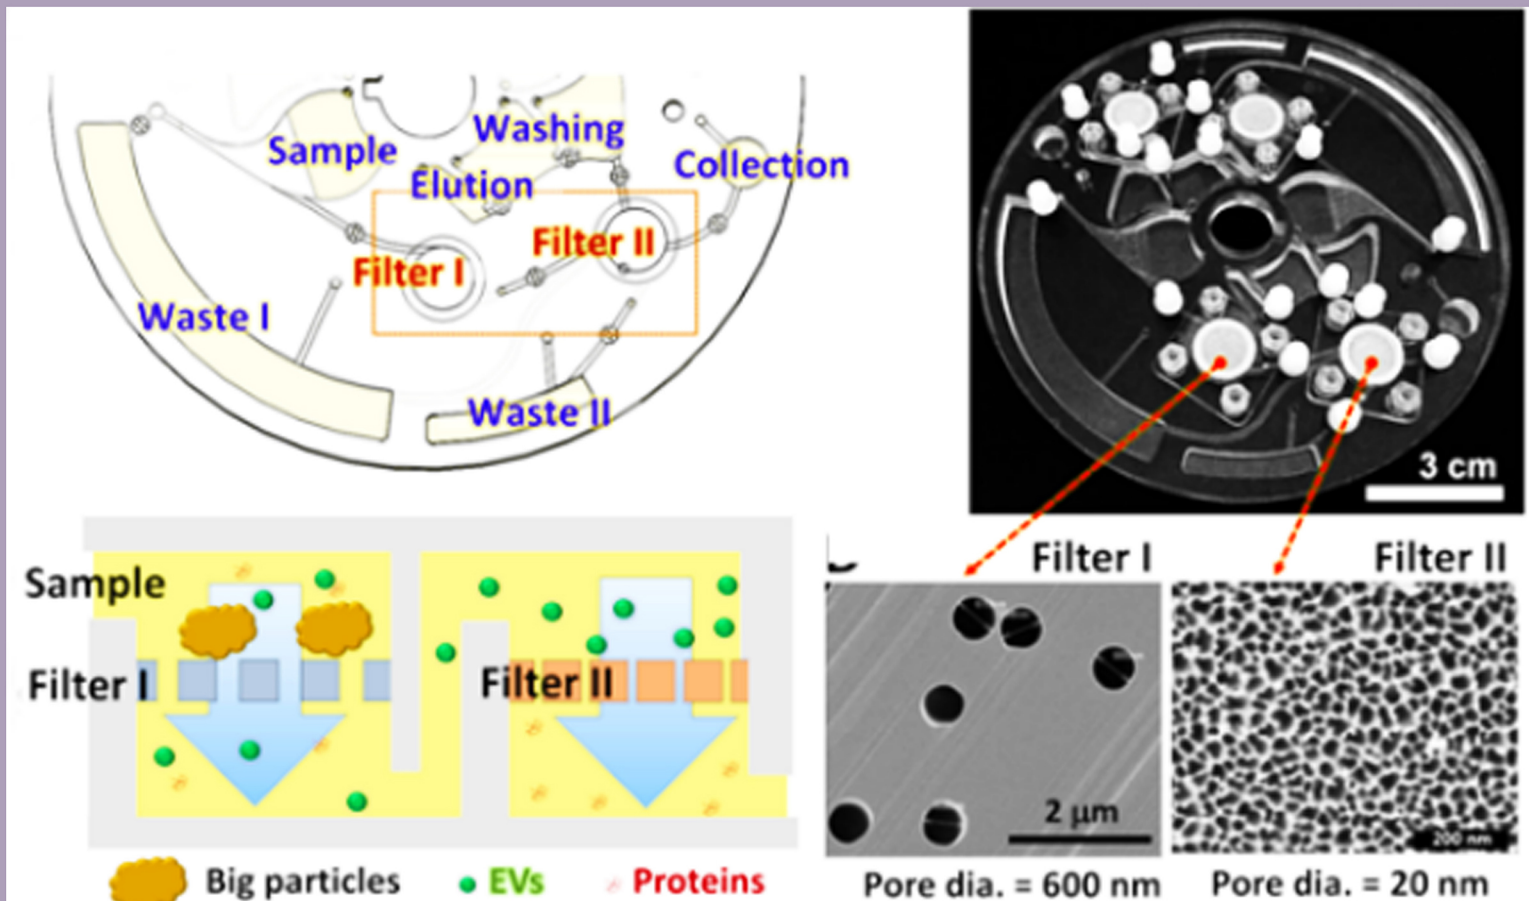 Sample
Washing
Elution
Collection
Filter II
Filter I
Waste I
Waste II
3 cm
Sample
Filter I
Filter II
Big particles
EVs
Proteins
Filter I
Filter II
2 μm
200 nm
Pore dia. = 600 nm
Pore dia. = 20 nm